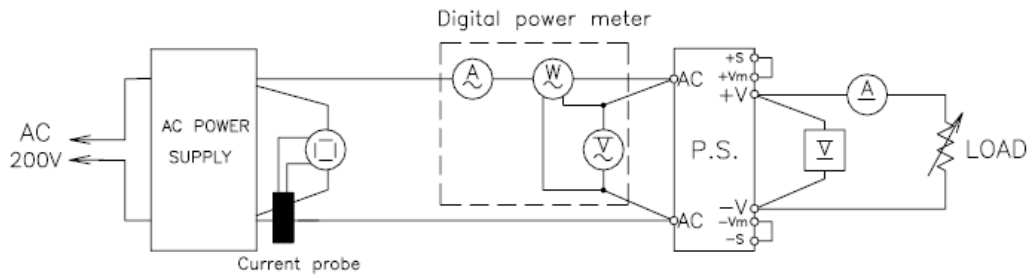 Digital power meter
AC
200V
AC POWER
SUPPLY
A
W
V
AC
AC
P.S.
+S
+Vm
+V
-V
-Vm
-S
A
V
LOAD
Current probe